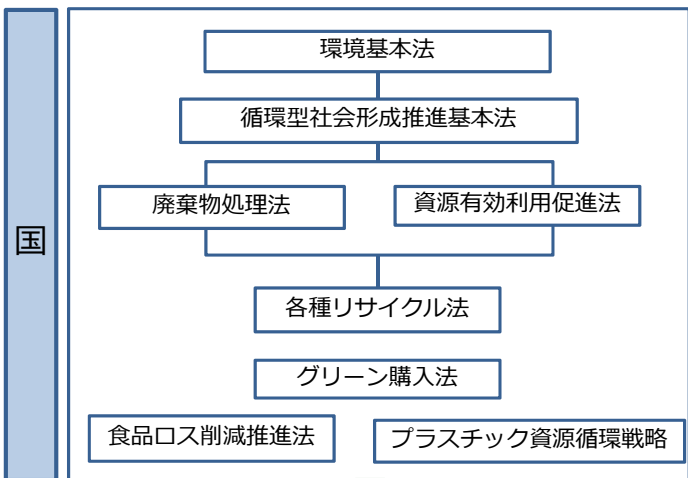 国
環境基本法
循環型社会形成推進基本法
廃棄物処理法
資源有効利用促進法
各種リサイクル法
グリーン購入法
食品ロス削減推進法
プラスチック資源循環戦略